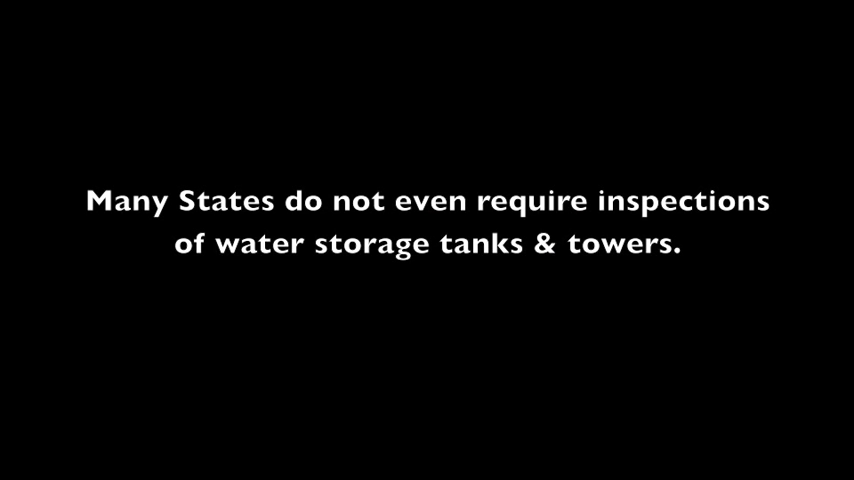 Many States do not even require inspections
of water storage tanks & towers.